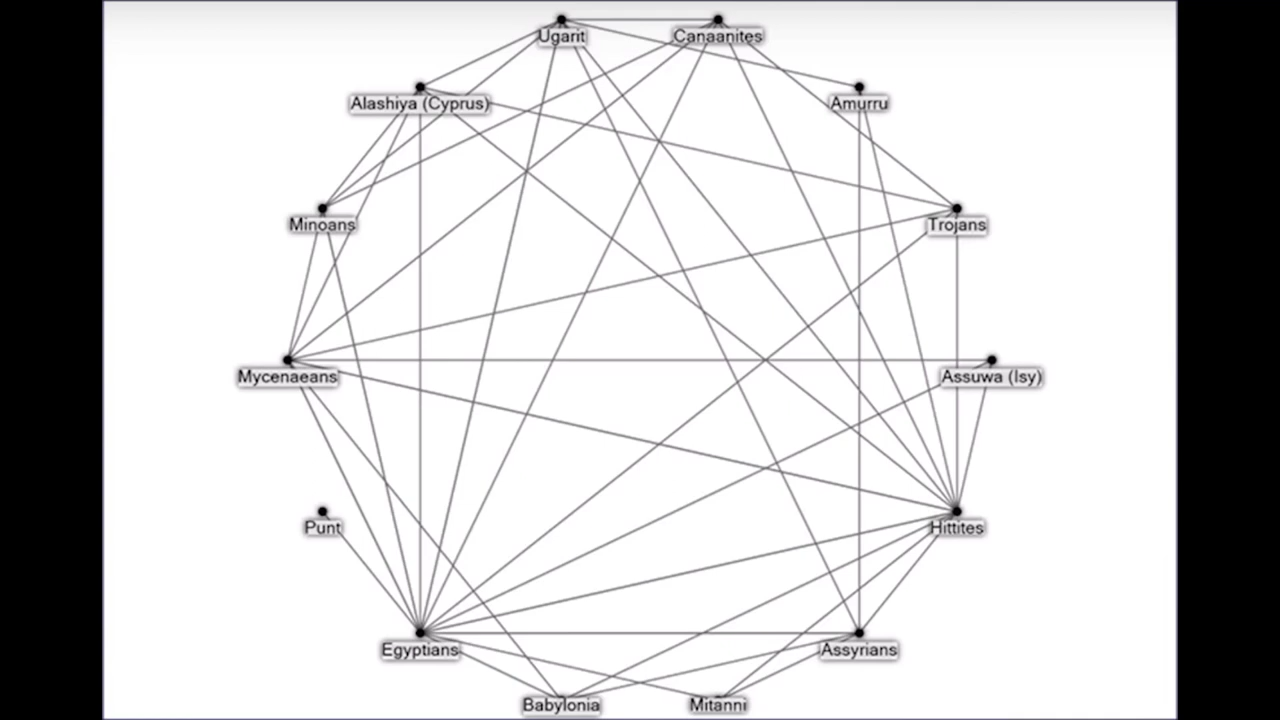 Ugarit
Canaanites
Alashiya (Cyprus)
Amurru
Minoans
Trojans
Mycenaeans
Assuwa (Isy)
Punt
Hittites
Egyptians
Assyrians
Babylonia
Mitanni